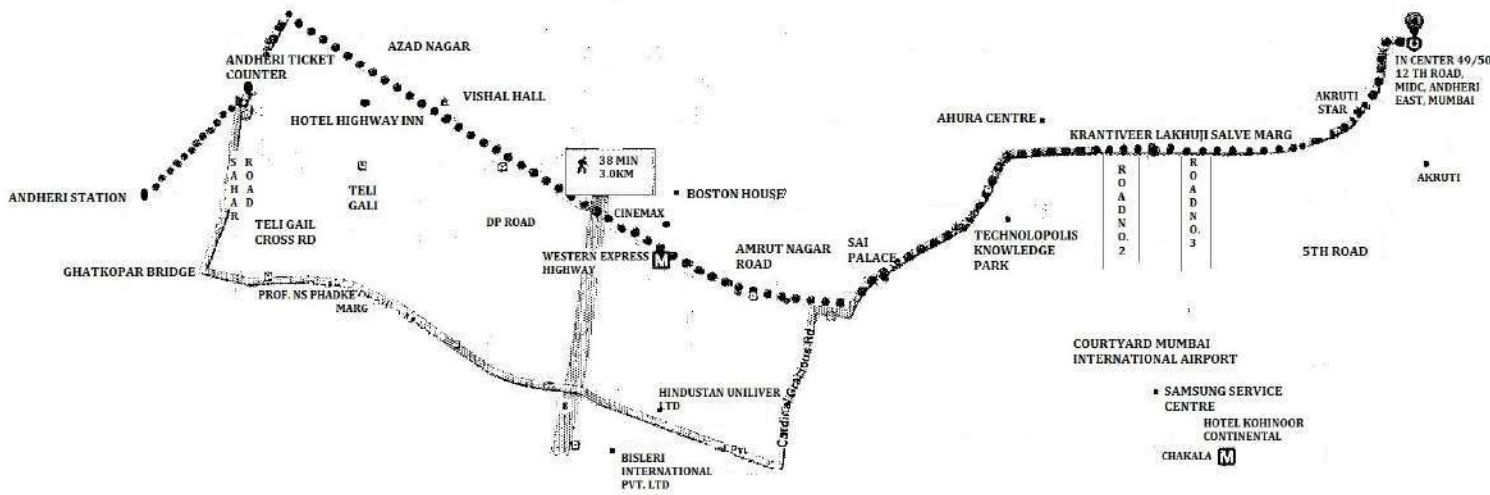 AZAD NAGAR
ANDHERI TICKET
COUNTER
VISHAL HALL
HOTEL HIGHWAY INN
ANDHERI STATION
SAHAR
ROAD
TELI
GALI
TELI GAIL
CROSS RD
DP ROAD
GHATKOPAR BRIDGE
PROF. NS PHADKE
MARG
38 MIN
3.0KM
BOSTON HOUSE
CINEMAX
WESTERN EXPRESS
HIGHWAY
M
AMRUT NAGAR
ROAD
SAI
PALACE
Cardinal Gracious Rd
HINDUSTAN UNILIVER
LTD
BISLERI
INTERNATIONAL
PVT. LTD
AHURA CENTRE
KRANTIVEER LAKHUJI SALVE MARG
TECHNOLOPOLIS
KNOWLEDGE
PARK
ROAD NO. 2
ROAD NO. 3
AKRUTI
STAR
IN CENTER 49/50
12 TH ROAD,
MIDC, ANDHERI
EAST, MUMBAI
AKRUTI
5TH ROAD
COURTYARD MUMBAI
INTERNATIONAL AIRPORT
SAMSUNG SERVICE
CENTRE
HOTEL KOHINOOR
CONTINENTAL
CHAKALA M